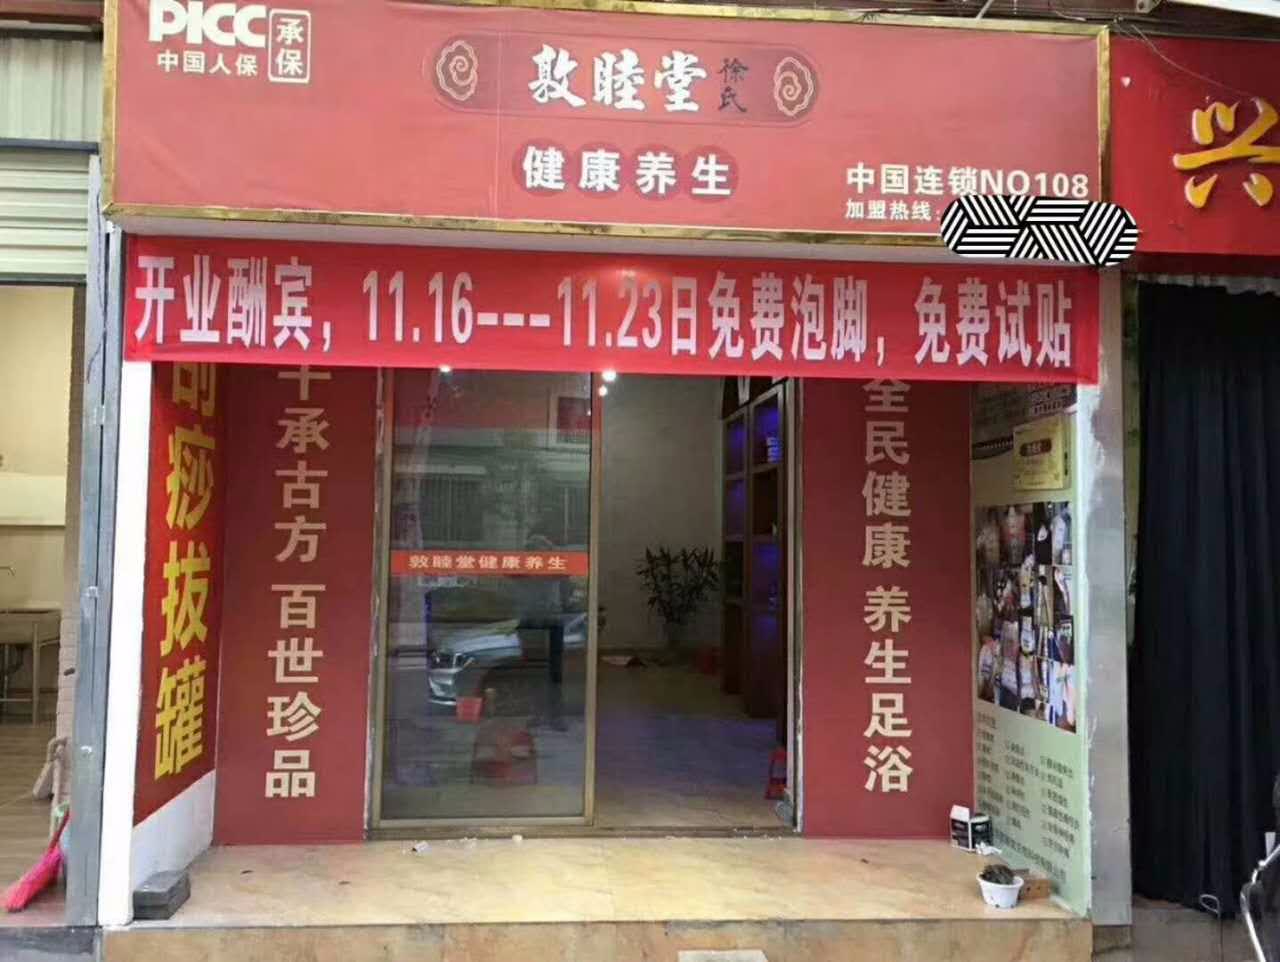 PICC
承保
中国人保
敦睦堂
徐氏
健康养生
中国连锁NO108
加盟热线:
兴
开业酬宾，11.16---11.23日免费泡脚，免费试贴
刮痧拔罐
千承古方 百世珍品
敦睦堂健康养生
全民健康 养生足浴